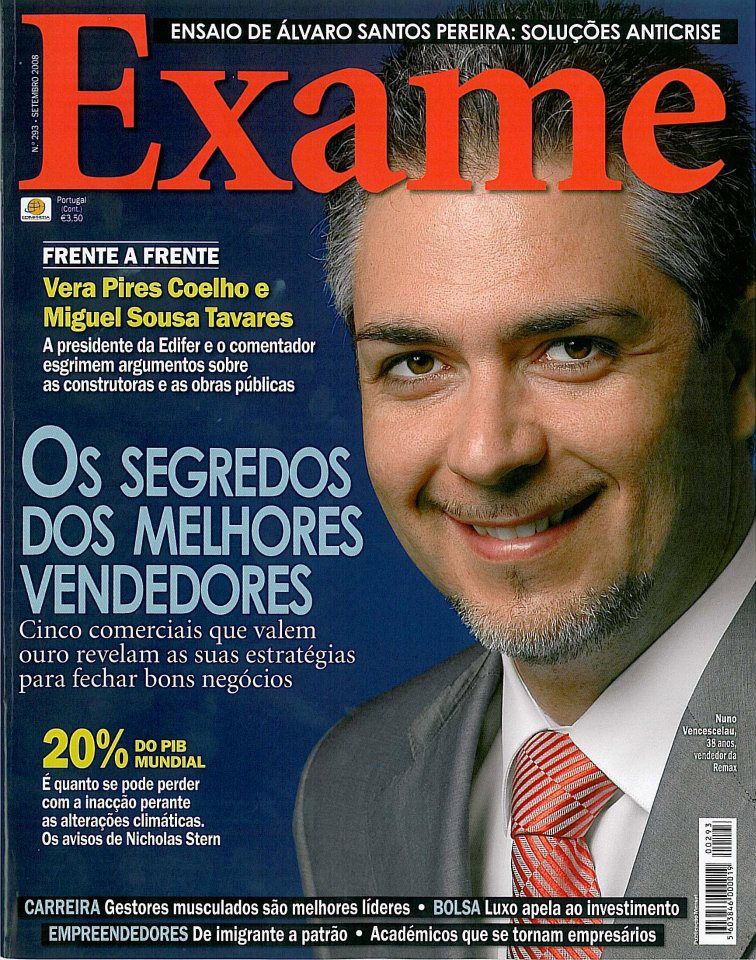 ENSAIO DE ÁLVARO SANTOS PEREIRA: SOLUÇÕES ANTICRISE
Exame
N.º 293 • SETEMBRO 2008
EDIMPRESA
Portugal
(Cont.)
€3,50
FRENTE A FRENTE
Vera Pires Coelho e
Miguel Sousa Tavares
A presidente da Edifer e o comentador
esgrimem argumentos sobre
as construtoras e as obras públicas
OS SEGREDOS
DOS MELHORES
VENDEDORES
Cinco comerciais que valem
ouro revelam as suas estratégias
para fechar bons negócios
20% DO PIB
MUNDIAL
É quanto se pode perder
com a inacção perante
as alterações climáticas.
Os avisos de Nicholas Stern
Nuno
Vencescelau,
38 anos,
vendedor da
Remax
00293
5603846000019
CARREIRA Gestores musculados são melhores líderes • BOLSA Luxo apela ao investimento
EMPREENDEDORES De imigrante a patrão • Académicos que se tornam empresários